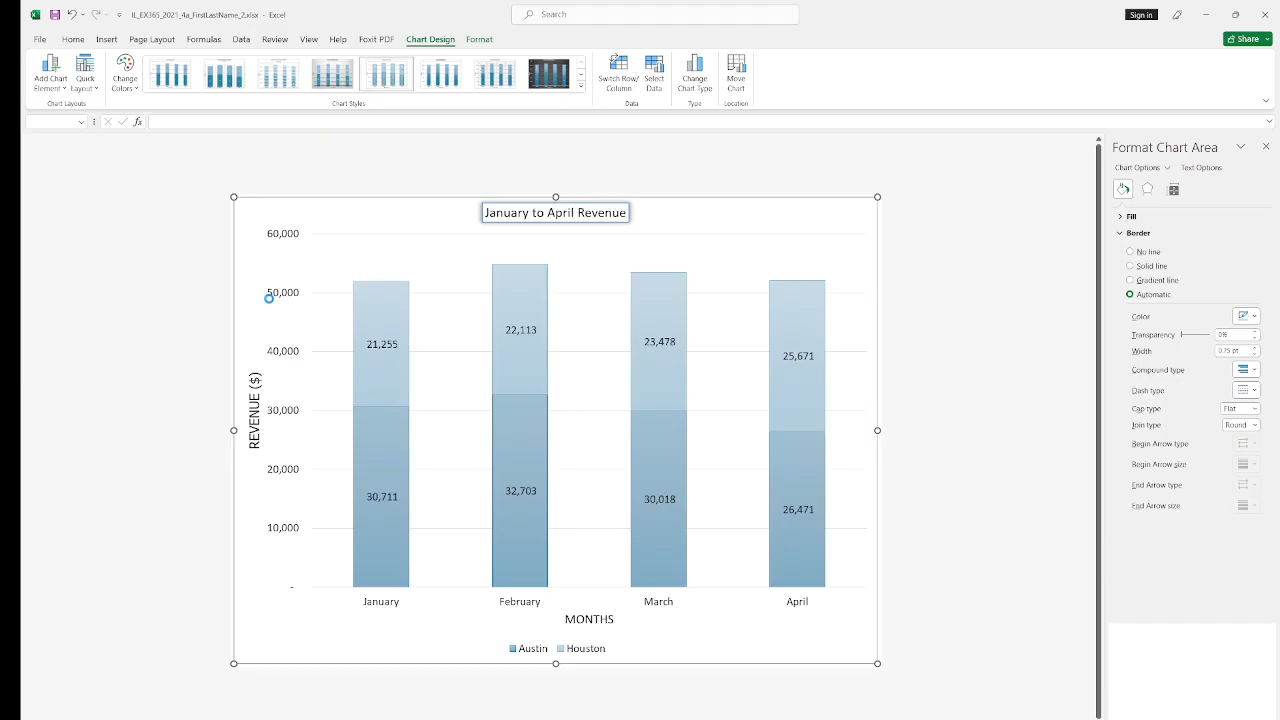 IL_EX365_2021_4a_FirstLastName_2.xlsx - Excel
Search
Sign in
File Home Insert Page Layout Formulas Data Review View Help Foxit PDF Chart Design Format
Share
Add Chart Element
Quick Layout
Change Colors
Switch Row/ Column
Select Data
Change Chart Type
Move Chart
Chart Layouts
Chart Styles
Data
Type
Location
fx
Format Chart Area
Chart Options Text Options
Fill
Border
No line
Solid line
Gradient line
Automatic
Color
Transparency 0%
Width 0.75 pt
Compound type
Dash type
Cap type Flat
Join type Round
Begin Arrow type
Begin Arrow size
End Arrow type
End Arrow size
January to April Revenue
60,000
50,000
40,000
30,000
20,000
10,000
-
REVENUE ($)
21,255 22,113 23,478 25,671
30,711 32,703 30,018 26,471
January February March April
MONTHS
Austin Houston